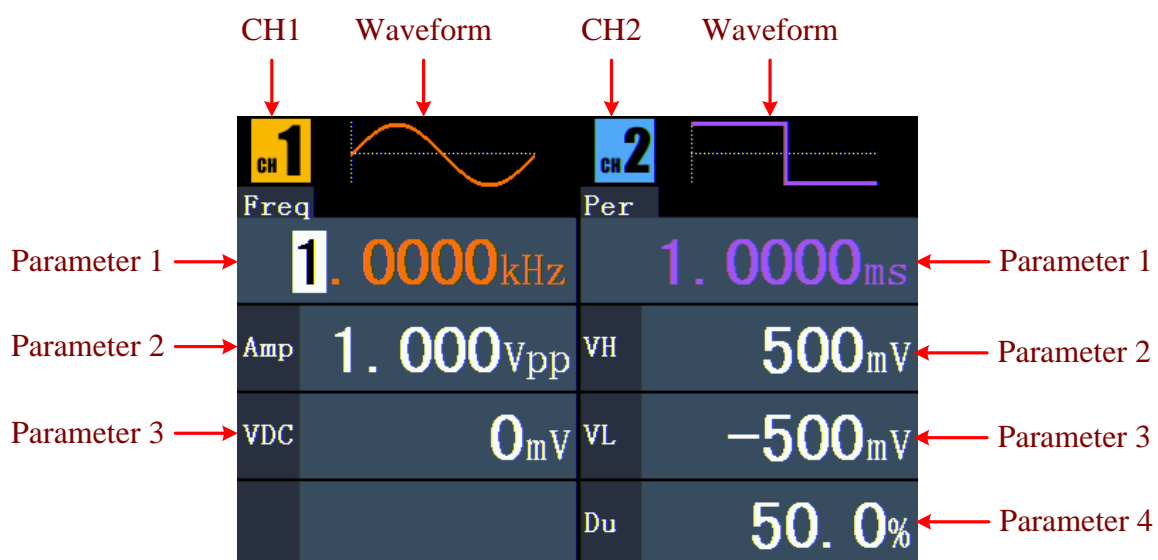 CH1 Waveform CH2 Waveform
CH 1 CH 2
Freq Per
Parameter 1 1.0000kHz 1.0000ms Parameter 1
Parameter 2 Amp 1.000Vpp VH 500mV Parameter 2
Parameter 3 VDC 0mV VL -500mV Parameter 3
Du 50.0% Parameter 4